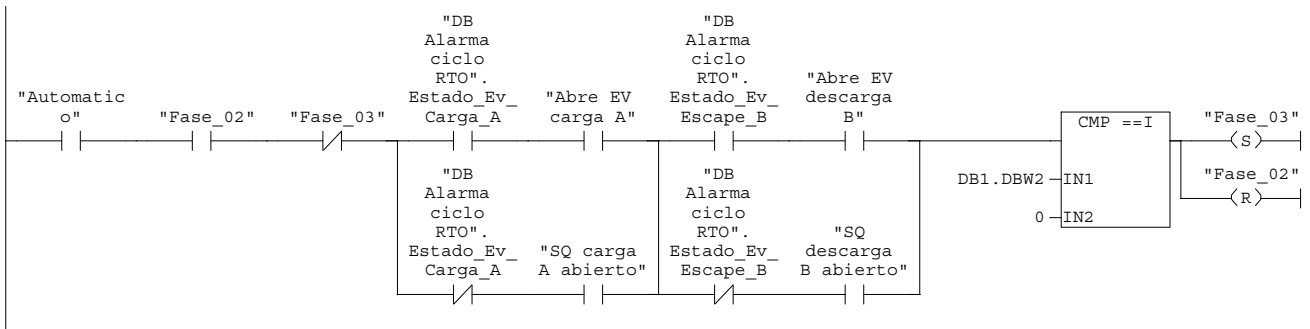 "DB
Alarma
ciclo
RTO".
Estado_Ev_
Carga_A
"DB
Alarma
ciclo
RTO".
Estado_Ev_
Escape_B
"Automatic
o"
"Fase_02"
"Fase_03"
"Abre EV
carga A"
"Abre EV
descarga
B"
CMP ==I
"Fase_03"
S
DB1.DBW2
IN1
"Fase_02"
R
0
IN2
"DB
Alarma
ciclo
RTO".
Estado_Ev_
Carga_A
"SQ carga
A abierto"
"DB
Alarma
ciclo
RTO".
Estado_Ev_
Escape_B
"SQ
descarga
B abierto"